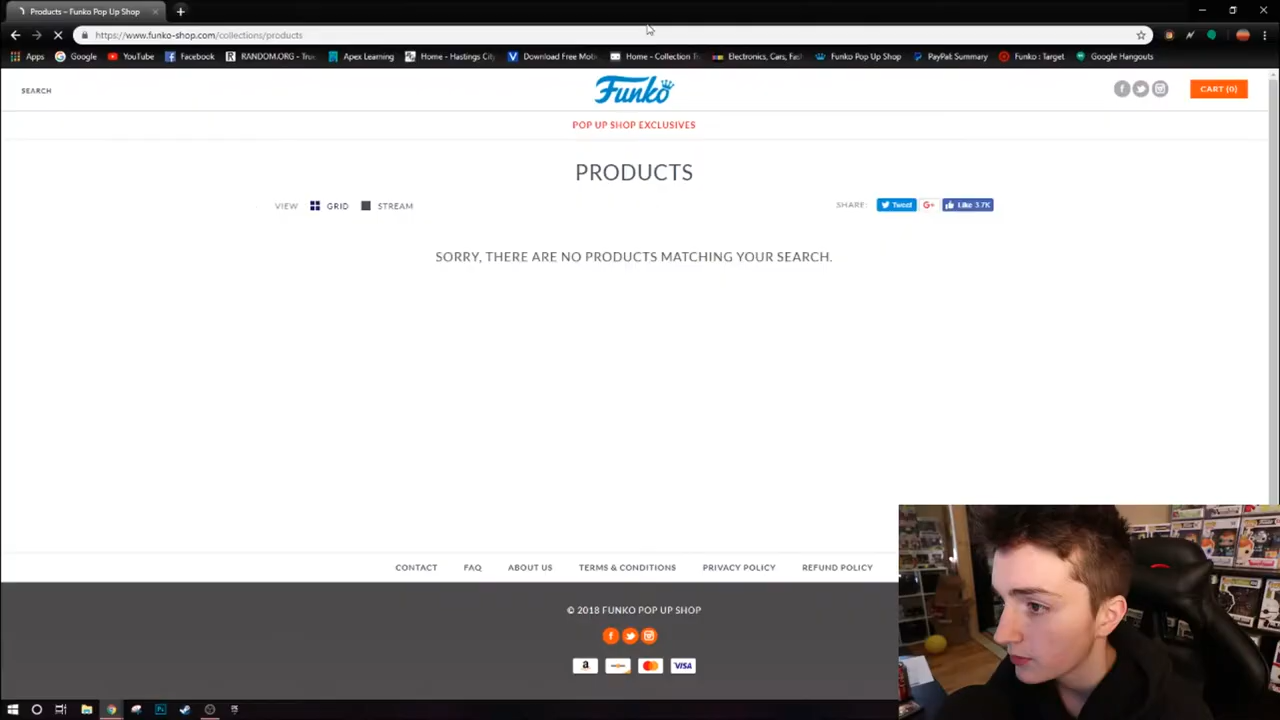 Products – Funko Pop Up Shop
https://www.funko-shop.com/collections/products
Apps Google YouTube Facebook RANDOM.ORG - Tru Apex Learning Home - Hastings City Download Free Moti Home - Collection Electronics, Cars, Fas Funko Pop Up Shop PayPal Summary Funko : Target Google Hangouts
SEARCH Funko CART (0)
POP UP SHOP EXCLUSIVES
PRODUCTS
VIEW GRID STREAM SHARE: Tweet G+ Like 3.7K
SORRY, THERE ARE NO PRODUCTS MATCHING YOUR SEARCH.
CONTACT FAQ ABOUT US TERMS & CONDITIONS PRIVACY POLICY REFUND POLICY
© 2018 FUNKO POP UP SHOP
VISA